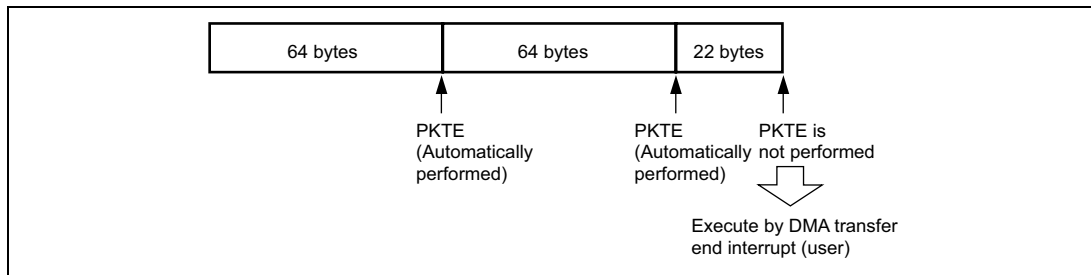 64 bytes
64 bytes
22 bytes
PKTE
(Automatically
performed)
PKTE
(Automatically
performed)
PKTE is
not performed
Execute by DMA transfer
end interrupt (user)